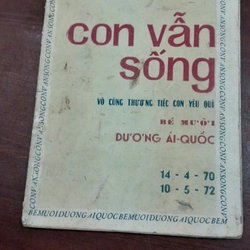 con vẫn
sống
VÔ CÙNG THƯƠNG TIẾC CON YÊU QUÍ
BÉ MƯỜI
DƯƠNG ÁI-QUỐC
14 - 4 - 70
10 - 5 - 72
BEMUOIDUONGAIQUOCBEMUOIDUONGAIQUOCBEM